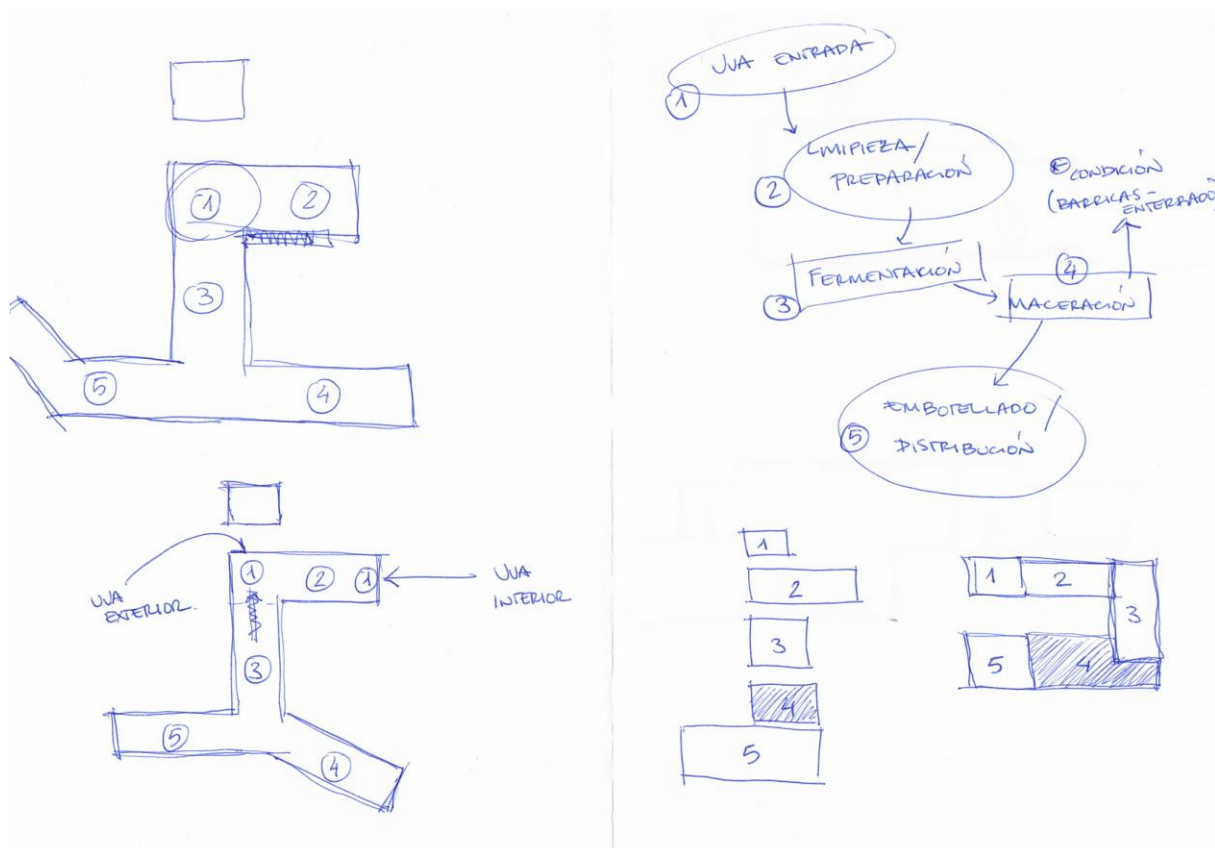 1
2
3
5
4
1
2
1
UVA
EXTERIOR.
UVA
INTERIOR
3
5
4
UVA ENTRADA
1
LMIPIEZA/
PREPARACIÓN
2
CONDICIÓN
(BARRICAS-
ENTERRADO)
FERMENTACIÓN
3
4
MACERACIÓN
EMBOTELLADO /
DISTRIBUCIÓN
5
1
2
3
4
5
1
2
3
5
4